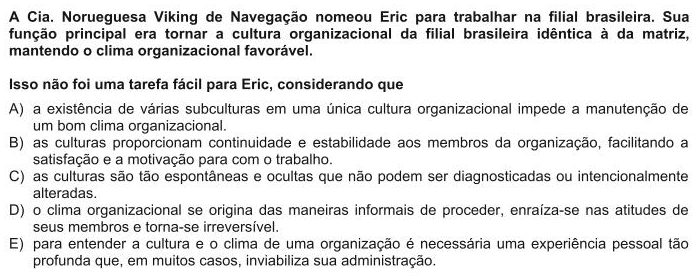 A Cia. Norueguesa Viking de Navegação nomeou Eric para trabalhar na filial brasileira. Sua
função principal era tornar a cultura organizacional da filial brasileira idêntica à da matriz,
mantendo o clima organizacional favorável.
Isso não foi uma tarefa fácil para Eric, considerando que
A) a existência de várias subculturas em uma única cultura organizacional impede a manutenção de
um bom clima organizacional.
B) as culturas proporcionam continuidade e estabilidade aos membros da organização, facilitando a
satisfação e a motivação para com o trabalho.
C) as culturas são tão espontâneas e ocultas que não podem ser diagnosticadas ou intencionalmente
alteradas.
D) o clima organizacional se origina das maneiras informais de proceder, enraíza-se nas atitudes de
seus membros e torna-se irreversível.
E) para entender a cultura e o clima de uma organização é necessária uma experiência pessoal tão
profunda que, em muitos casos, inviabiliza sua administração.